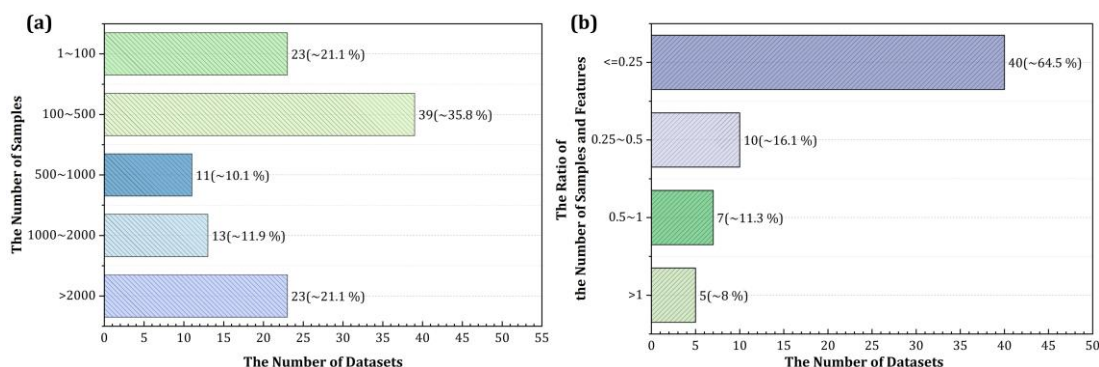 (a)
The Number of Samples
1~100
23(~21.1 %)
100~500
39(~35.8 %)
500~1000
11(~10.1 %)
1000~2000
13(~11.9 %)
>2000
23(~21.1 %)
0 5 10 15 20 25 30 35 40 45 50 55
The Number of Datasets
(b)
The Ratio of
the Number of Samples and Features
<=0.25
40(~64.5 %)
0.25~0.5
10(~16.1 %)
0.5~1
7(~11.3 %)
>1
5(~8 %)
0 5 10 15 20 25 30 35 40 45 50
The Number of Datasets